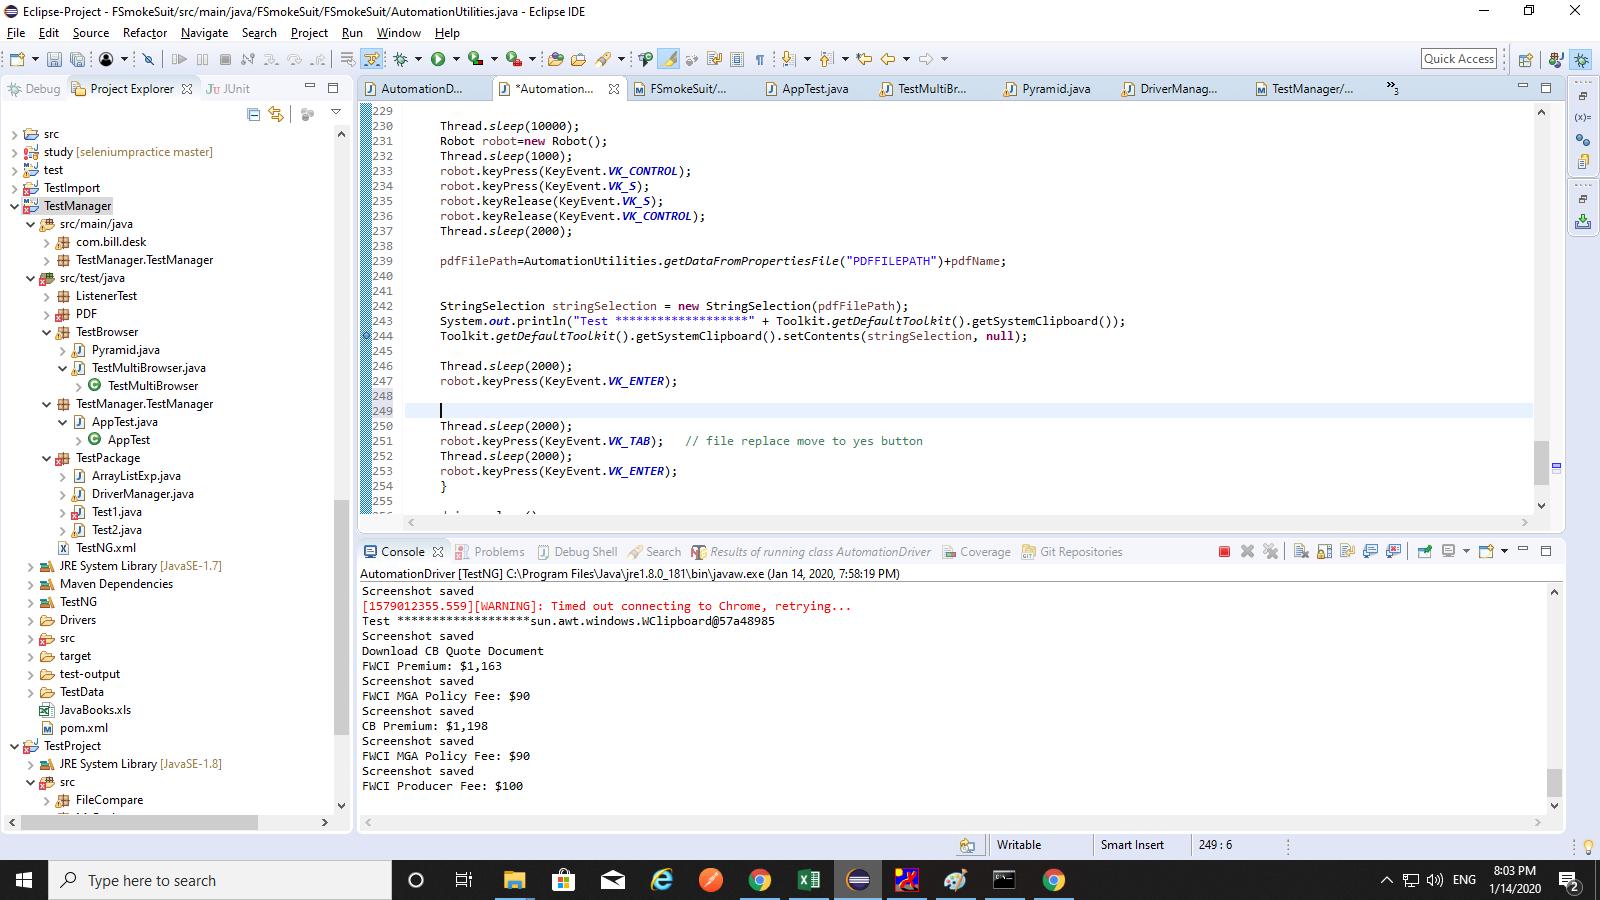 Eclipse-Project - FSmokeSuit/src/main/java/FSmokeSuit/FSmokeSuit/AutomationUtilities.java - Eclipse IDE
File Edit Source Refactor Navigate Search Project Run Window Help
Quick Access
Debug Project Explorer JUnit
AutomationD... *Automation... FSmokeSuit/... AppTest.java TestMultiBr... Pyramid.java DriverManag... TestManager/... 3
src
study [seleniumpractice master]
test
TestImport
TestManager
src/main/java
com.bill.desk
TestManager.TestManager
src/test/java
ListenerTest
PDF
TestBrowser
Pyramid.java
TestMultiBrowser.java
TestMultiBrowser
TestManager.TestManager
AppTest.java
AppTest
TestPackage
ArrayListExp.java
DriverManager.java
Test1.java
Test2.java
TestNG.xml
JRE System Library [JavaSE-1.7]
Maven Dependencies
TestNG
Drivers
src
target
test-output
TestData
JavaBooks.xls
pom.xml
TestProject
JRE System Library [JavaSE-1.8]
src
FileCompare
229
230 Thread.sleep(10000);
231 Robot robot=new Robot();
232 Thread.sleep(1000);
233 robot.keyPress(KeyEvent.VK_CONTROL);
234 robot.keyPress(KeyEvent.VK_S);
235 robot.keyRelease(KeyEvent.VK_S);
236 robot.keyRelease(KeyEvent.VK_CONTROL);
237 Thread.sleep(2000);
238
239 pdfFilePath=AutomationUtilities.getDataFromPropertiesFile("PDFFILEPATH")+pdfName;
240
241
242 StringSelection stringSelection = new StringSelection(pdfFilePath);
243 System.out.println("Test *******************" + Toolkit.getDefaultToolkit().getSystemClipboard());
244 Toolkit.getDefaultToolkit().getSystemClipboard().setContents(stringSelection, null);
245
246 Thread.sleep(2000);
247 robot.keyPress(KeyEvent.VK_ENTER);
248
249
250 Thread.sleep(2000);
251 robot.keyPress(KeyEvent.VK_TAB); // file replace move to yes button
252 Thread.sleep(2000);
253 robot.keyPress(KeyEvent.VK_ENTER);
254 }
255
Console Problems Debug Shell Search Results of running class AutomationDriver Coverage Git Repositories
AutomationDriver [TestNG] C:\Program Files\Java\jre1.8.0_181\bin\javaw.exe (Jan 14, 2020, 7:58:19 PM)
Screenshot saved
[1579012355.559][WARNING]: Timed out connecting to Chrome, retrying...
Test *******************sun.awt.windows.WClipboard@57a48985
Screenshot saved
Download CB Quote Document
FWCI Premium: $1,163
Screenshot saved
FWCI MGA Policy Fee: $90
Screenshot saved
CB Premium: $1,198
Screenshot saved
FWCI MGA Policy Fee: $90
Screenshot saved
FWCI Producer Fee: $100
Writable Smart Insert 249 : 6
Type here to search
ENG
8:03 PM
1/14/2020
2